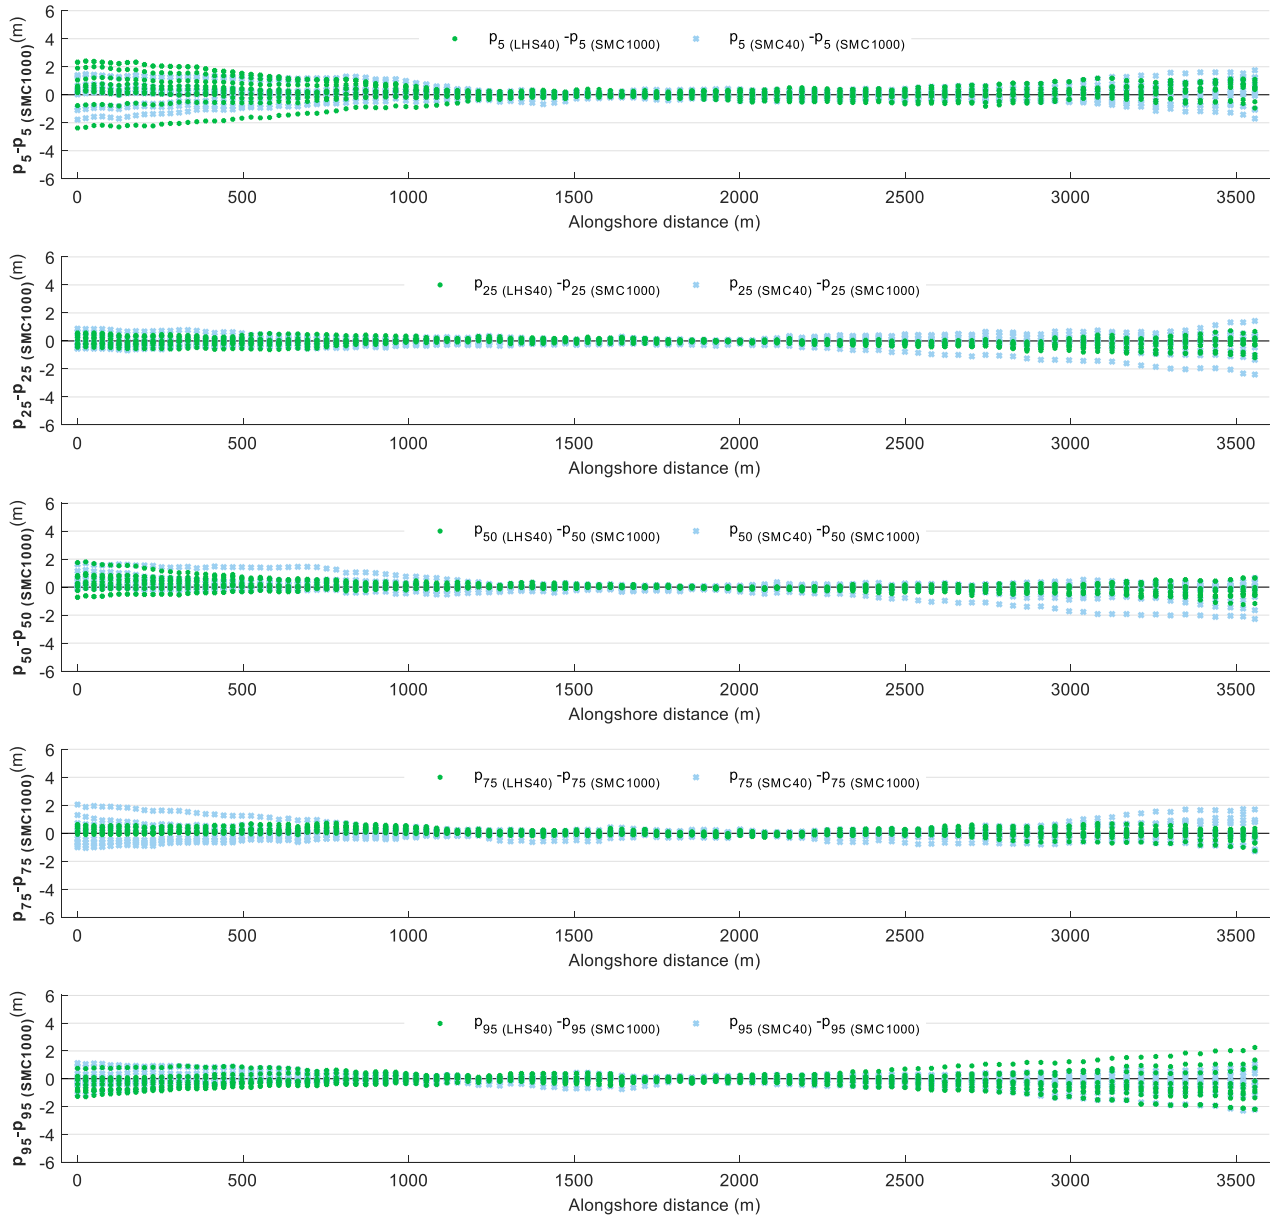 p5-p5 (SMC1000)(m)
6
4
2
0
-2
-4
-6
p5 (LHS40) -p5 (SMC1000)
p5 (SMC40) -p5 (SMC1000)
0 500 1000 1500 2000 2500 3000 3500
Alongshore distance (m)
p25-p25 (SMC1000)(m)
6
4
2
0
-2
-4
-6
p25 (LHS40) -p25 (SMC1000)
p25 (SMC40) -p25 (SMC1000)
0 500 1000 1500 2000 2500 3000 3500
Alongshore distance (m)
p50-p50 (SMC1000)(m)
6
4
2
0
-2
-4
-6
p50 (LHS40) -p50 (SMC1000)
p50 (SMC40) -p50 (SMC1000)
0 500 1000 1500 2000 2500 3000 3500
Alongshore distance (m)
p75-p75 (SMC1000)(m)
6
4
2
0
-2
-4
-6
p75 (LHS40) -p75 (SMC1000)
p75 (SMC40) -p75 (SMC1000)
0 500 1000 1500 2000 2500 3000 3500
Alongshore distance (m)
p95-p95 (SMC1000)(m)
6
4
2
0
-2
-4
-6
p95 (LHS40) -p95 (SMC1000)
p95 (SMC40) -p95 (SMC1000)
0 500 1000 1500 2000 2500 3000 3500
Alongshore distance (m)